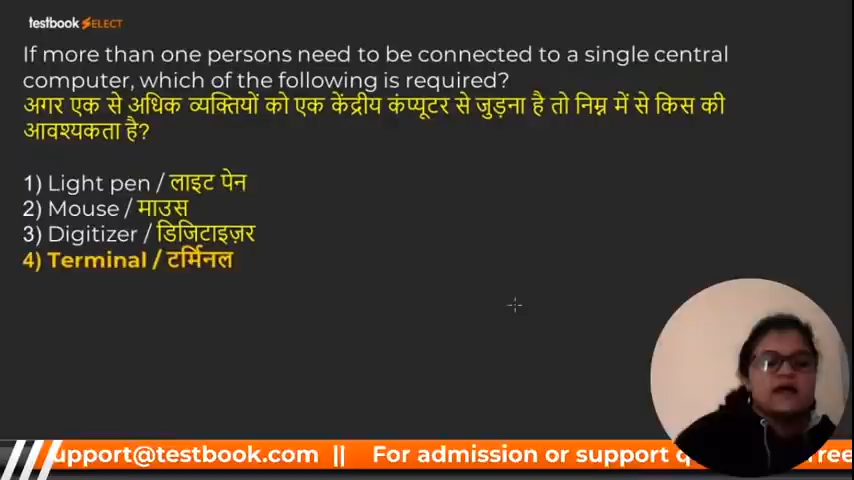 testbook SELECT
If more than one persons need to be connected to a single central
computer, which of the following is required?
अगर एक से अधिक व्यक्तियों को एक केंद्रीय कंप्यूटर से जुड़ना है तो निम्न में से किस की
आवश्यकता है?
1) Light pen / लाइट पेन
2) Mouse / माउस
3) Digitizer / डिजिटाइज़र
4) Terminal / टर्मिनल
upport@testbook.com || For admission or support q free